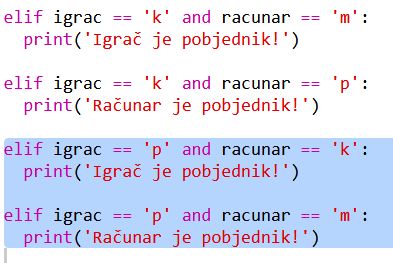 elif igrac == 'k' and racunar == 'm':
  print('Igrač je pobjednik!')
elif igrac == 'k' and racunar == 'p':
  print('Računar je pobjednik!')
elif igrac == 'p' and racunar == 'k':
  print('Igrač je pobjednik!')
elif igrac == 'p' and racunar == 'm':
  print('Računar je pobjednik!')